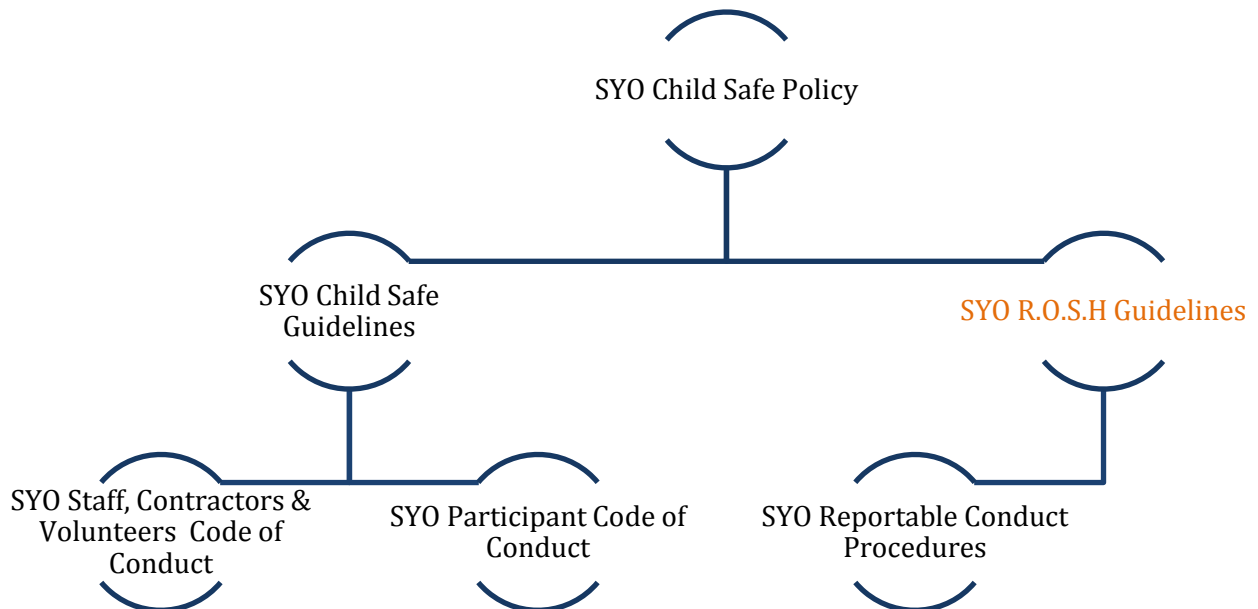 SYO Child Safe Policy
SYO Child Safe
Guidelines
SYO R.O.S.H Guidelines
SYO Staff, Contractors &
Volunteers  Code of
Conduct
SYO Participant Code of
Conduct
SYO Reportable Conduct
Procedures